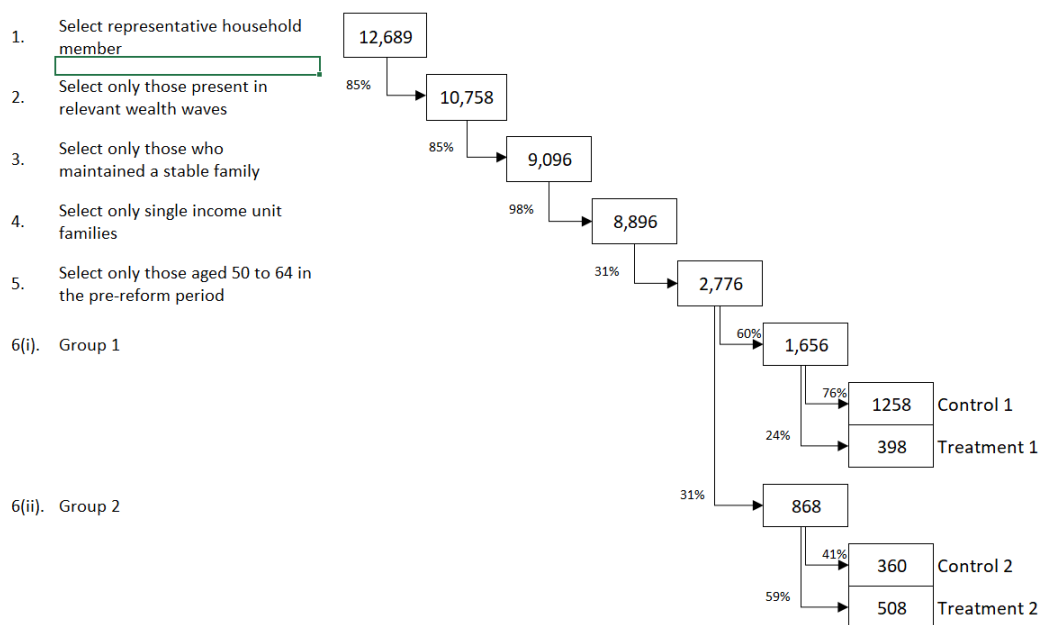 1.
Select representative household
member
12,689
2.
Select only those present in
relevant wealth waves
85%
10,758
3.
Select only those who
maintained a stable family
85%
9,096
4.
Select only single income unit
families
98%
8,896
5.
Select only those aged 50 to 64 in
the pre-reform period
31%
2,776
6(i). Group 1
60%
1,656
76%
1258 Control 1
24%
398 Treatment 1
6(ii). Group 2
31%
868
41%
360 Control 2
59%
508 Treatment 2